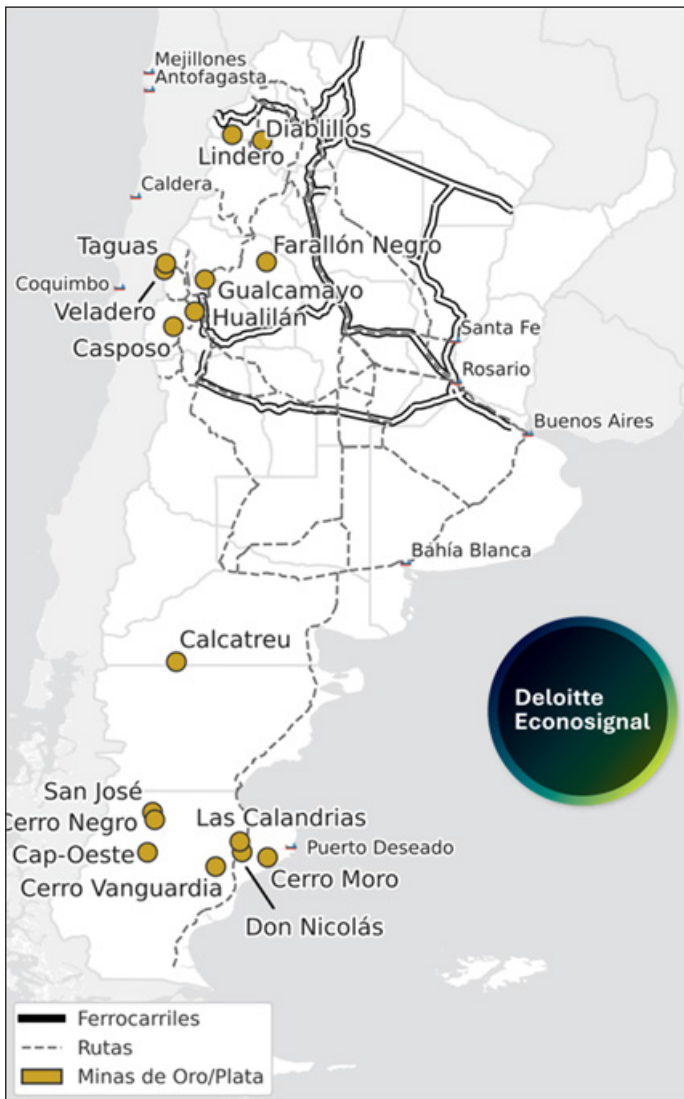 Mejillones
Antofagasta
Diablillos
Lindero
Caldera
Taguas
Farallón Negro
Coquimbo
Gualcamayo
Veladero
Hualilán
Casposo
Santa Fe
Rosario
Buenos Aires
Bahía Blanca
Calcatreu
Deloitte
Econosignal
San José
Las Calandrias
Cerro Negro
Puerto Deseado
Cap-Oeste
Cerro Moro
Cerro Vanguardia
Don Nicolás
Ferrocarriles
Rutas
Minas de Oro/Plata